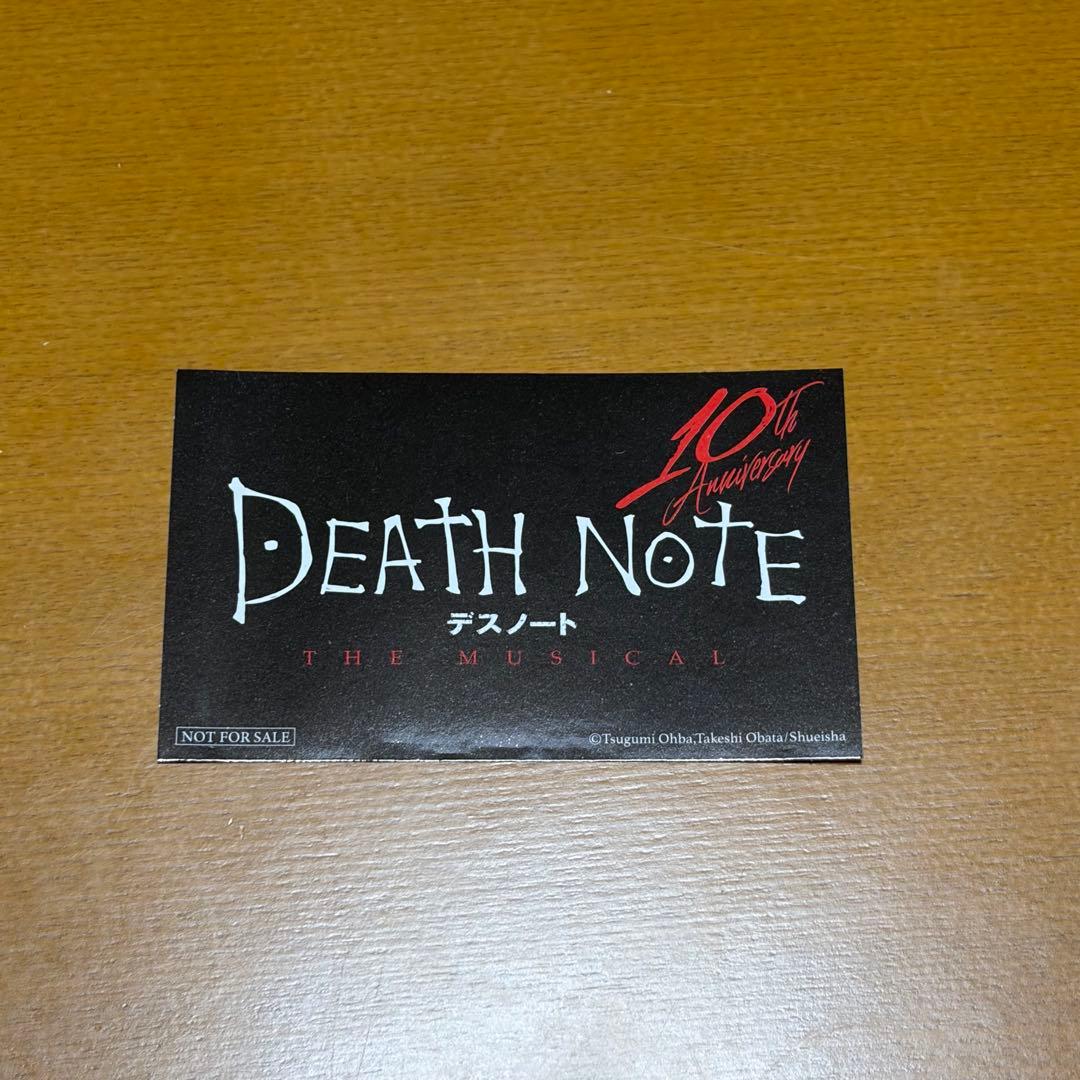 10th
Anniversary
DEATH NOTE
デスノート
THE MUSICAL
NOT FOR SALE
©Tsugumi Ohba,Takeshi Obata/Shueisha